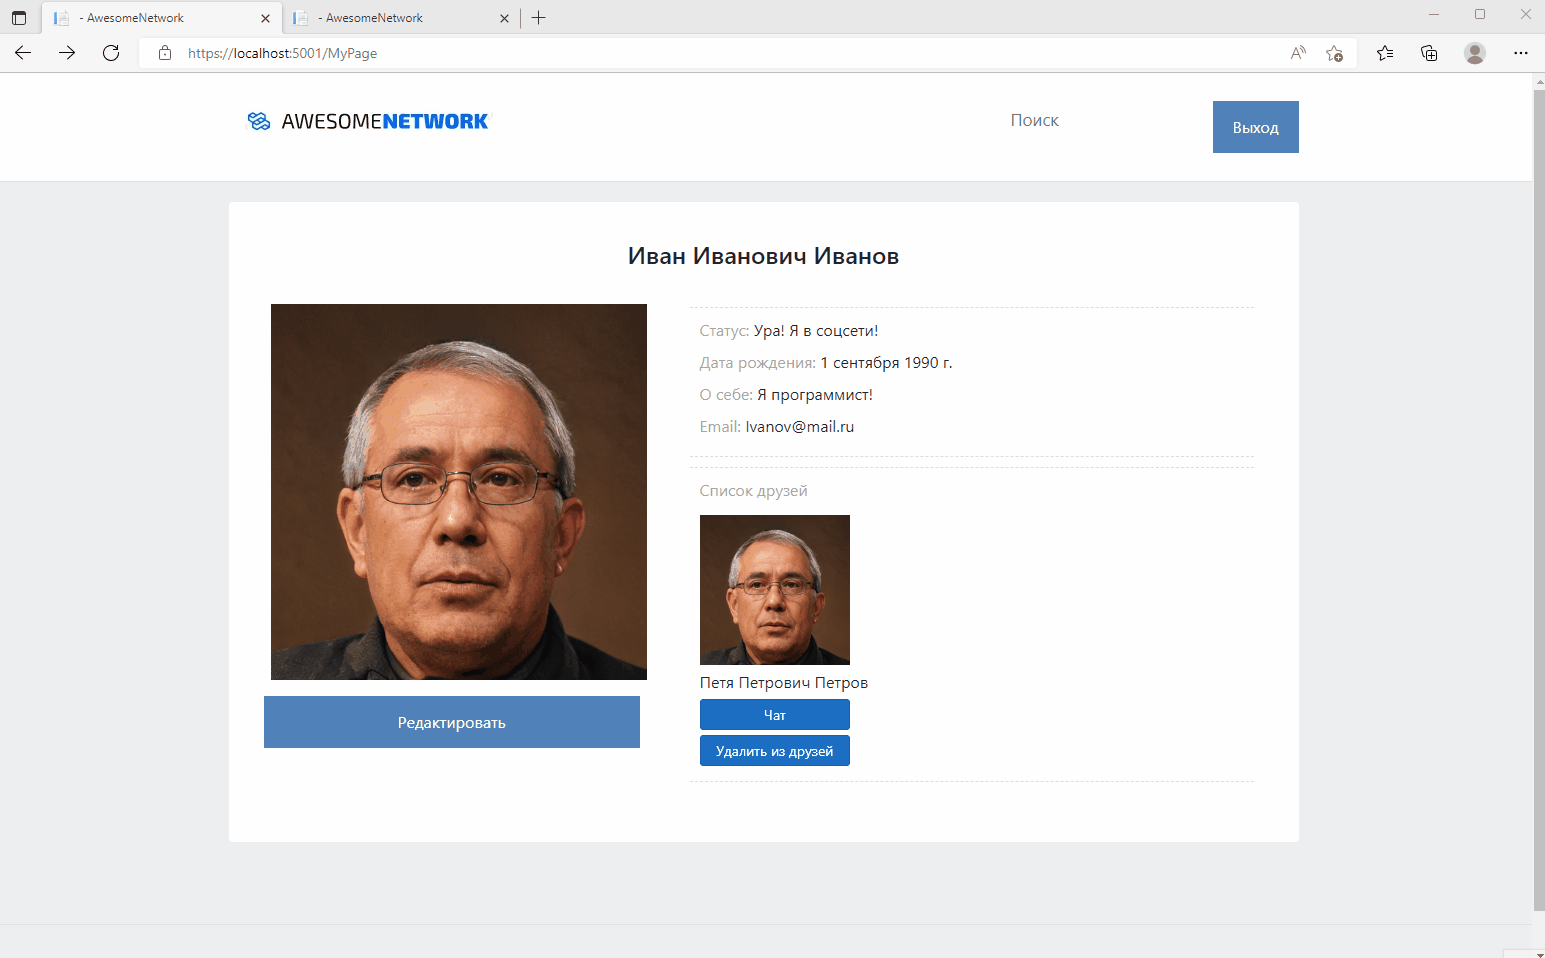 - AwesomeNetwork
- AwesomeNetwork
https://localhost:5001/MyPage
AWESOMENETWORK
Поиск
Выход
Иван Иванович Иванов
Статус: Ура! Я в соцсети!
Дата рождения: 1 сентября 1990 г.
О себе: Я программист!
Email: Ivanov@mail.ru
Список друзей
Петя Петрович Петров
Чат
Удалить из друзей
Редактировать